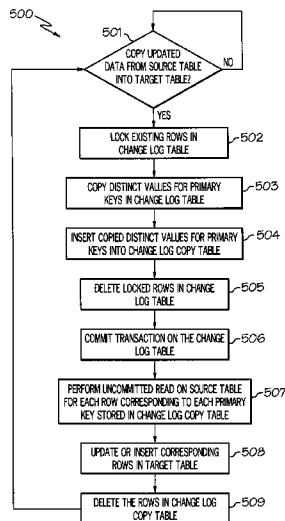 500
501
COPY UPDATED
DATA FROM SOURCE TABLE
INTO TARGET TABLE?
NO
YES
LOCK EXISTING ROWS IN
CHANGE LOG TABLE
502
COPY DISTINCT VALUES FOR PRIMARY
KEYS IN CHANGE LOG TABLE
503
INSERT COPIED DISTINCT VALUES FOR PRIMARY
KEYS INTO CHANGE LOG COPY TABLE
504
DELETE LOCKED ROWS IN CHANGE
LOG TABLE
505
COMMIT TRANSACTION ON THE CHANGE
LOG TABLE
506
PERFORM UNCOMMITTED READ ON SOURCE TABLE
FOR EACH ROW CORRESPONDING TO EACH PRIMARY
KEY STORED IN CHANGE LOG COPY TABLE
507
UPDATE OR INSERT CORRESPONDING
ROWS IN TARGET TABLE
508
DELETE THE ROWS IN CHANGE LOG
COPY TABLE
509